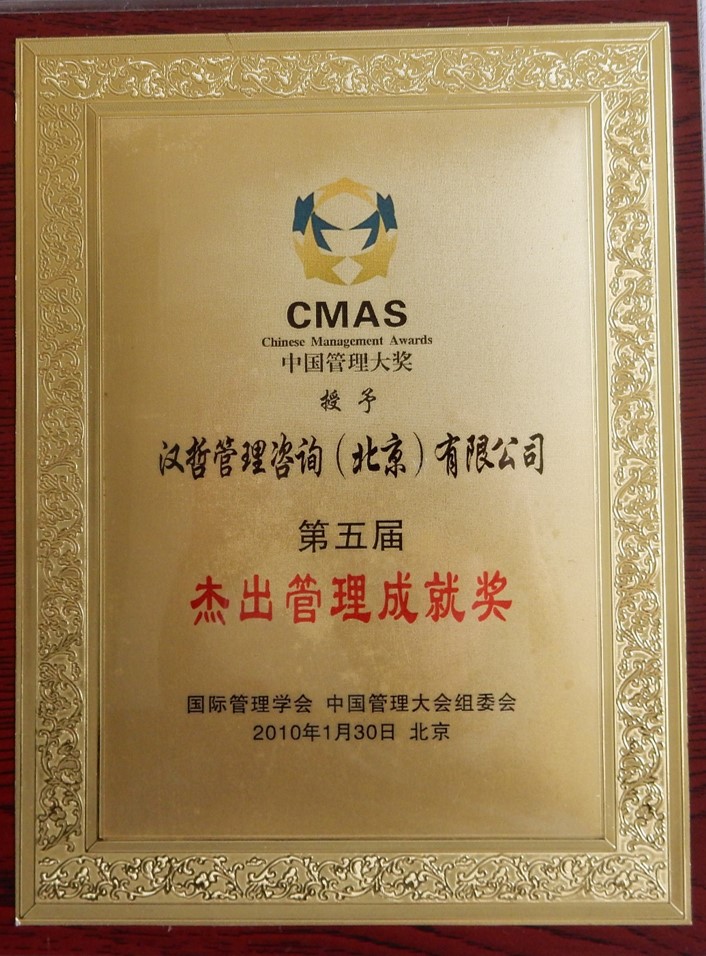 CMAS
Chinese Management Awards
中国管理大奖
授予
汉哲管理咨询（北京）有限公司
第五届
杰出管理成就奖
国际管理学会 中国管理大会组委会
2010年1月30日 北京